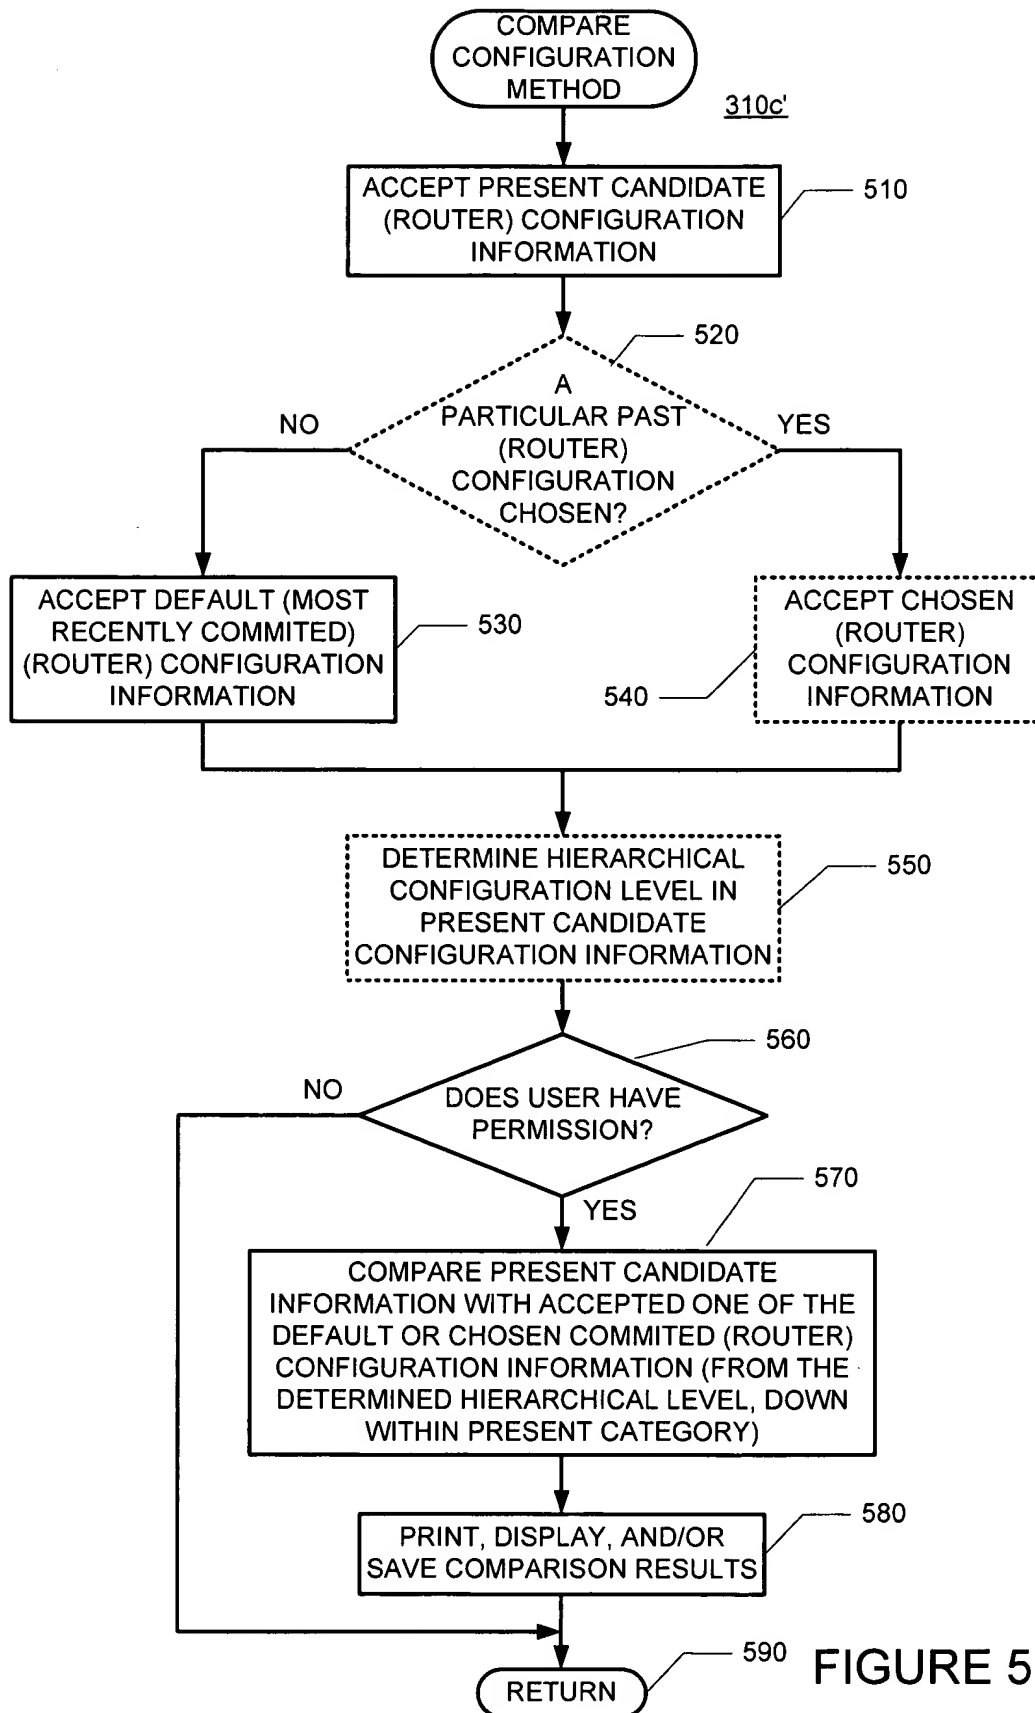 COMPARE
CONFIGURATION
METHOD
310c'
ACCEPT PRESENT CANDIDATE
(ROUTER) CONFIGURATION
INFORMATION
510
520
A
PARTICULAR PAST
(ROUTER)
CONFIGURATION
CHOSEN?
NO
YES
ACCEPT DEFAULT (MOST
RECENTLY COMMITED)
(ROUTER) CONFIGURATION
INFORMATION
530
ACCEPT CHOSEN
(ROUTER)
CONFIGURATION
INFORMATION
540
DETERMINE HIERARCHICAL
CONFIGURATION LEVEL IN
PRESENT CANDIDATE
CONFIGURATION INFORMATION
550
560
NO
DOES USER HAVE
PERMISSION?
YES
570
COMPARE PRESENT CANDIDATE
INFORMATION WITH ACCEPTED ONE OF THE
DEFAULT OR CHOSEN COMMITED (ROUTER)
CONFIGURATION INFORMATION (FROM THE
DETERMINED HIERARCHICAL LEVEL, DOWN
WITHIN PRESENT CATEGORY)
PRINT, DISPLAY, AND/OR
SAVE COMPARISON RESULTS
580
RETURN
590
FIGURE 5